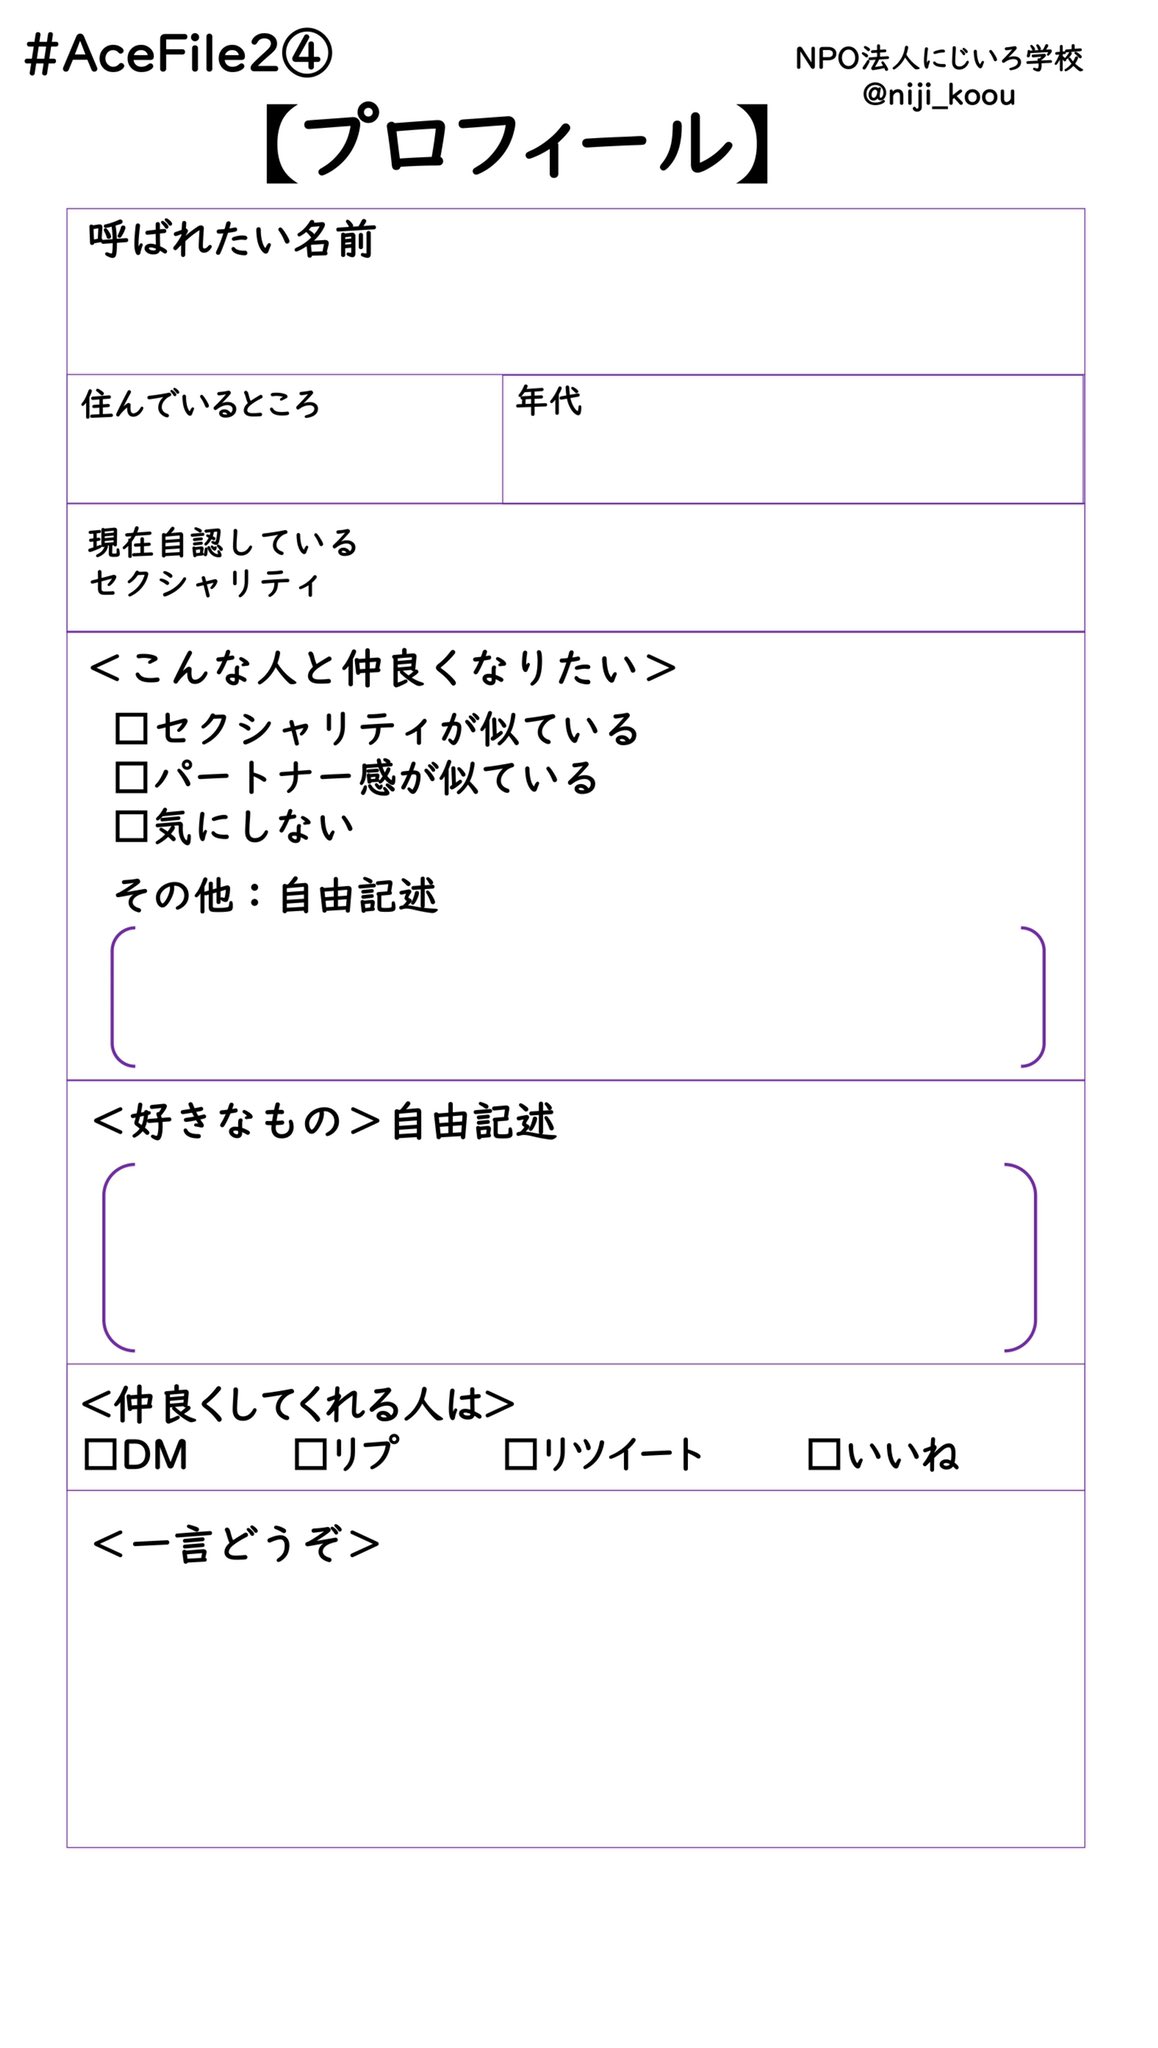 #AceFile2④
NPO法人にじいろ学校
@niji_koou
【プロフィール】
呼ばれたい名前
住んでいるところ
年代
現在自認している
セクシャリティ
＜こんな人と仲良くなりたい＞
□セクシャリティが似ている
□パートナー感が似ている
□気にしない
その他：自由記述
＜好きなもの＞自由記述
<仲良くしてくれる人は>
□DM □リプ □リツイート □いいね
＜一言どうぞ＞